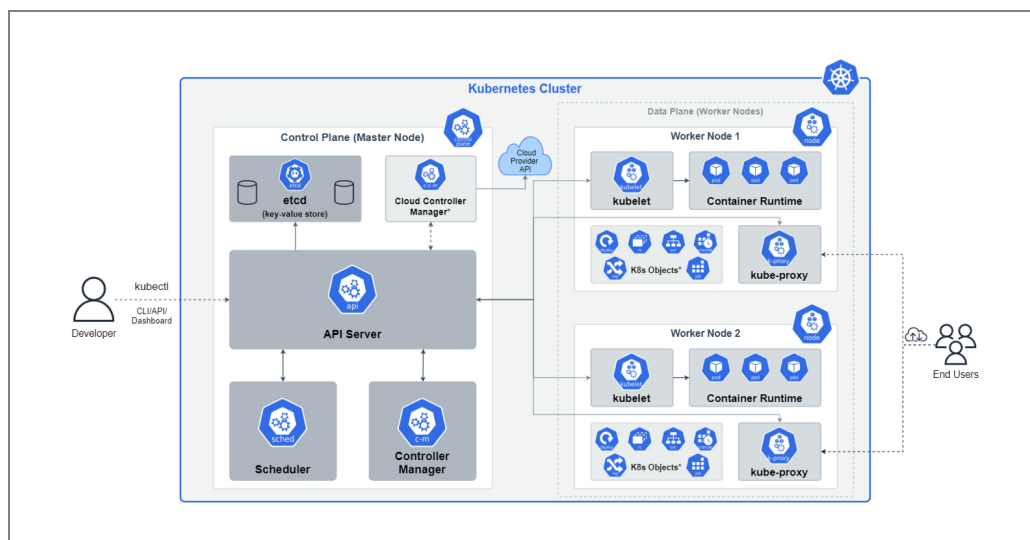 Kubernetes Cluster
Control Plane (Master Node)
etcd
etcd
(key-value store)
c-c-m
Cloud Controller
Manager*
Cloud
Provider
API
api
API Server
sched
Scheduler
c-m
Controller
Manager
Developer
kubectl
CLI/API/
Dashboard
Data Plane (Worker Nodes)
Worker Node 1
node
kubelet
kubelet
pod
pod
pod
Container Runtime
K8s Objects*
k-proxy
kube-proxy
Worker Node 2
node
kubelet
kubelet
pod
pod
pod
Container Runtime
K8s Objects*
k-proxy
kube-proxy
End Users